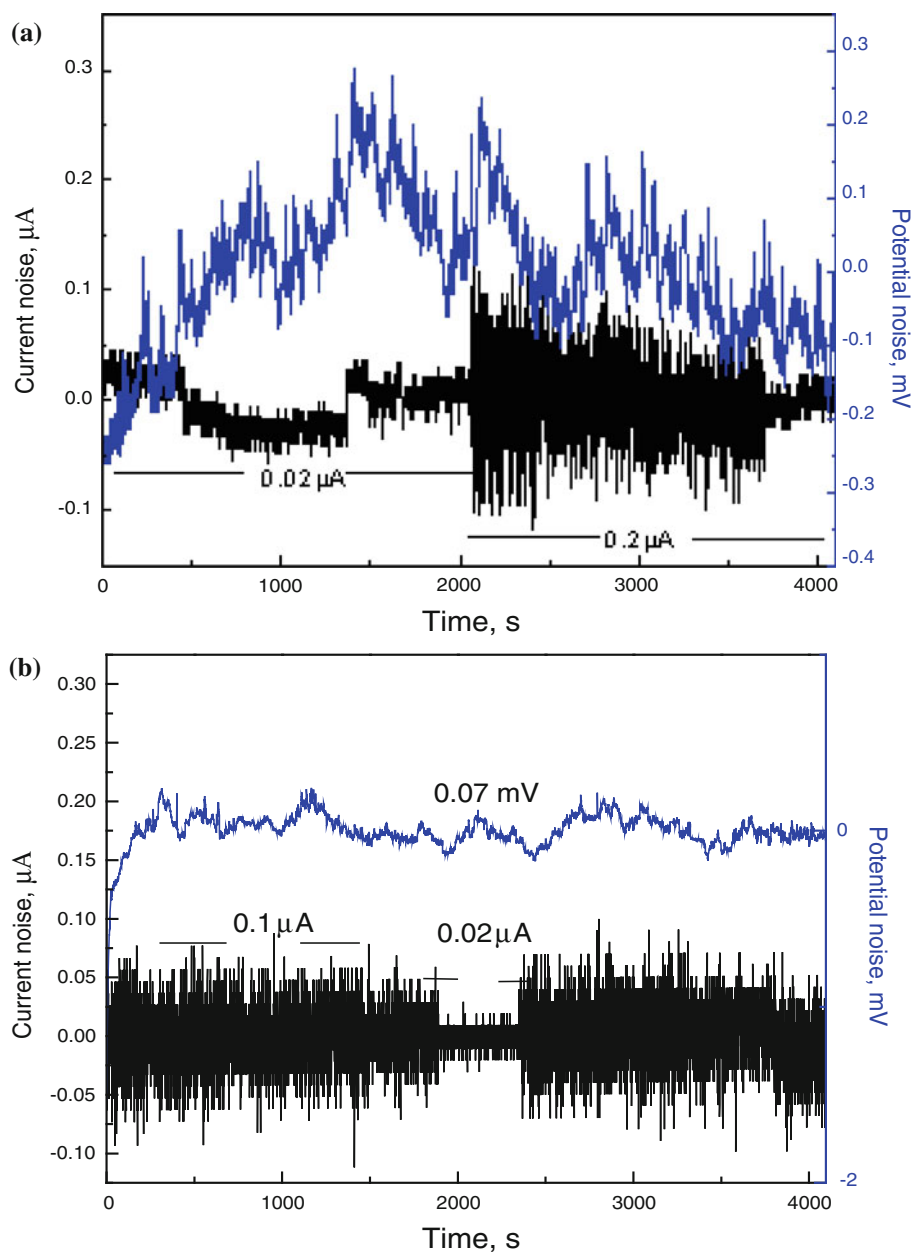 (a)
0.3
0.2
0.1
0.0
-0.1
Current noise, μA
0.3
0.2
0.1
0.0
-0.1
-0.2
-0.3
-0.4
Potential noise, mV
0.02 μA
0.2 μA
0
1000
2000
3000
4000
Time, s
(b)
0.30
0.25
0.20
0.15
0.10
0.05
0.00
-0.05
-0.10
Current noise, μA
0
-2
Potential noise, mV
0.07 mV
0.1 μA
0.02μA
0
1000
2000
3000
4000
Time, s